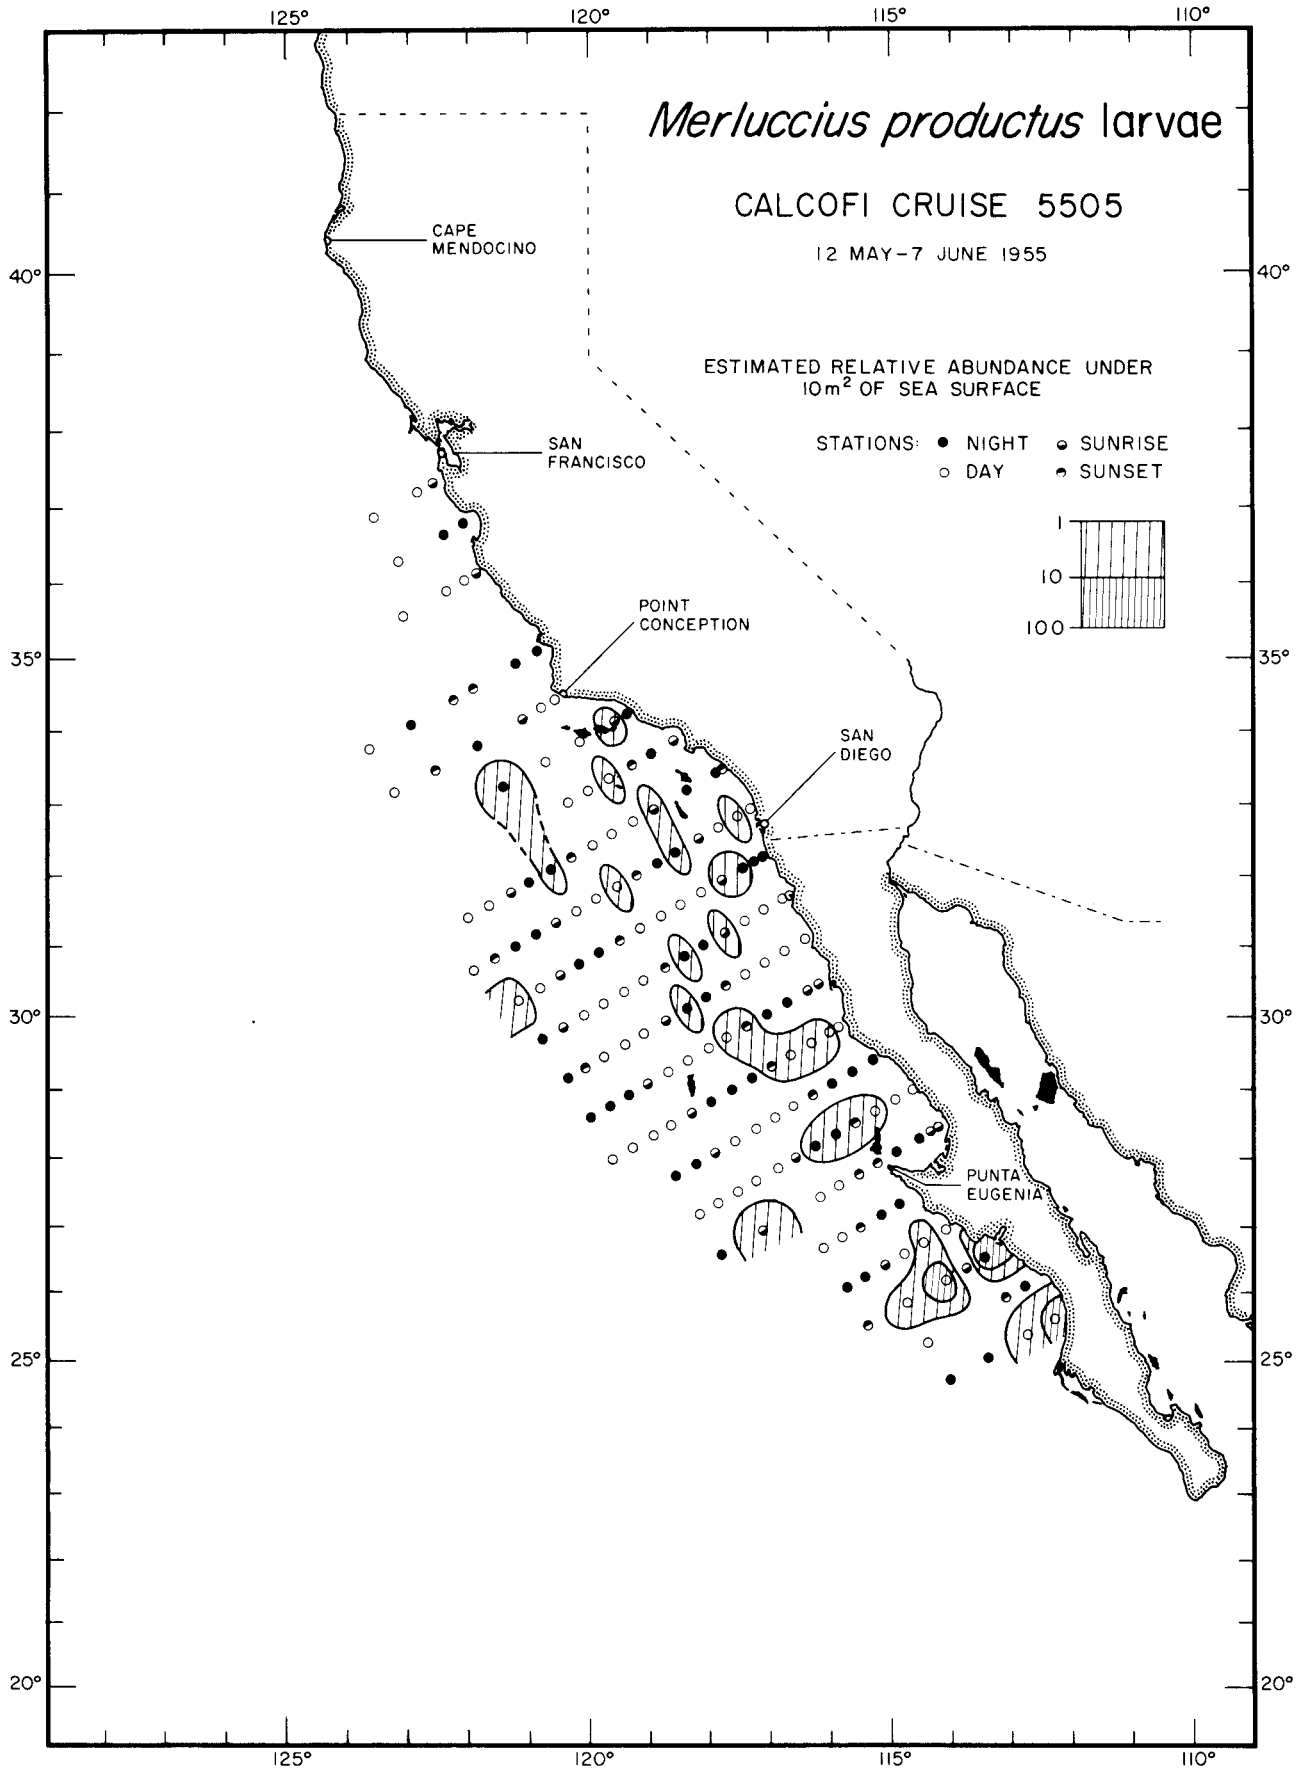 125° 120° 115° 110°
Merluccius productus larvae
CALCOFI CRUISE 5505
12 MAY-7 JUNE 1955
CAPE
MENDOCINO
40° 40°
ESTIMATED RELATIVE ABUNDANCE UNDER
10m² OF SEA SURFACE
STATIONS: NIGHT SUNRISE
DAY SUNSET
SAN
FRANCISCO
1
10
100
POINT
CONCEPTION
35° 35°
SAN
DIEGO
30° 30°
PUNTA
EUGENIA
25° 25°
20° 20°
125° 120° 115° 110°